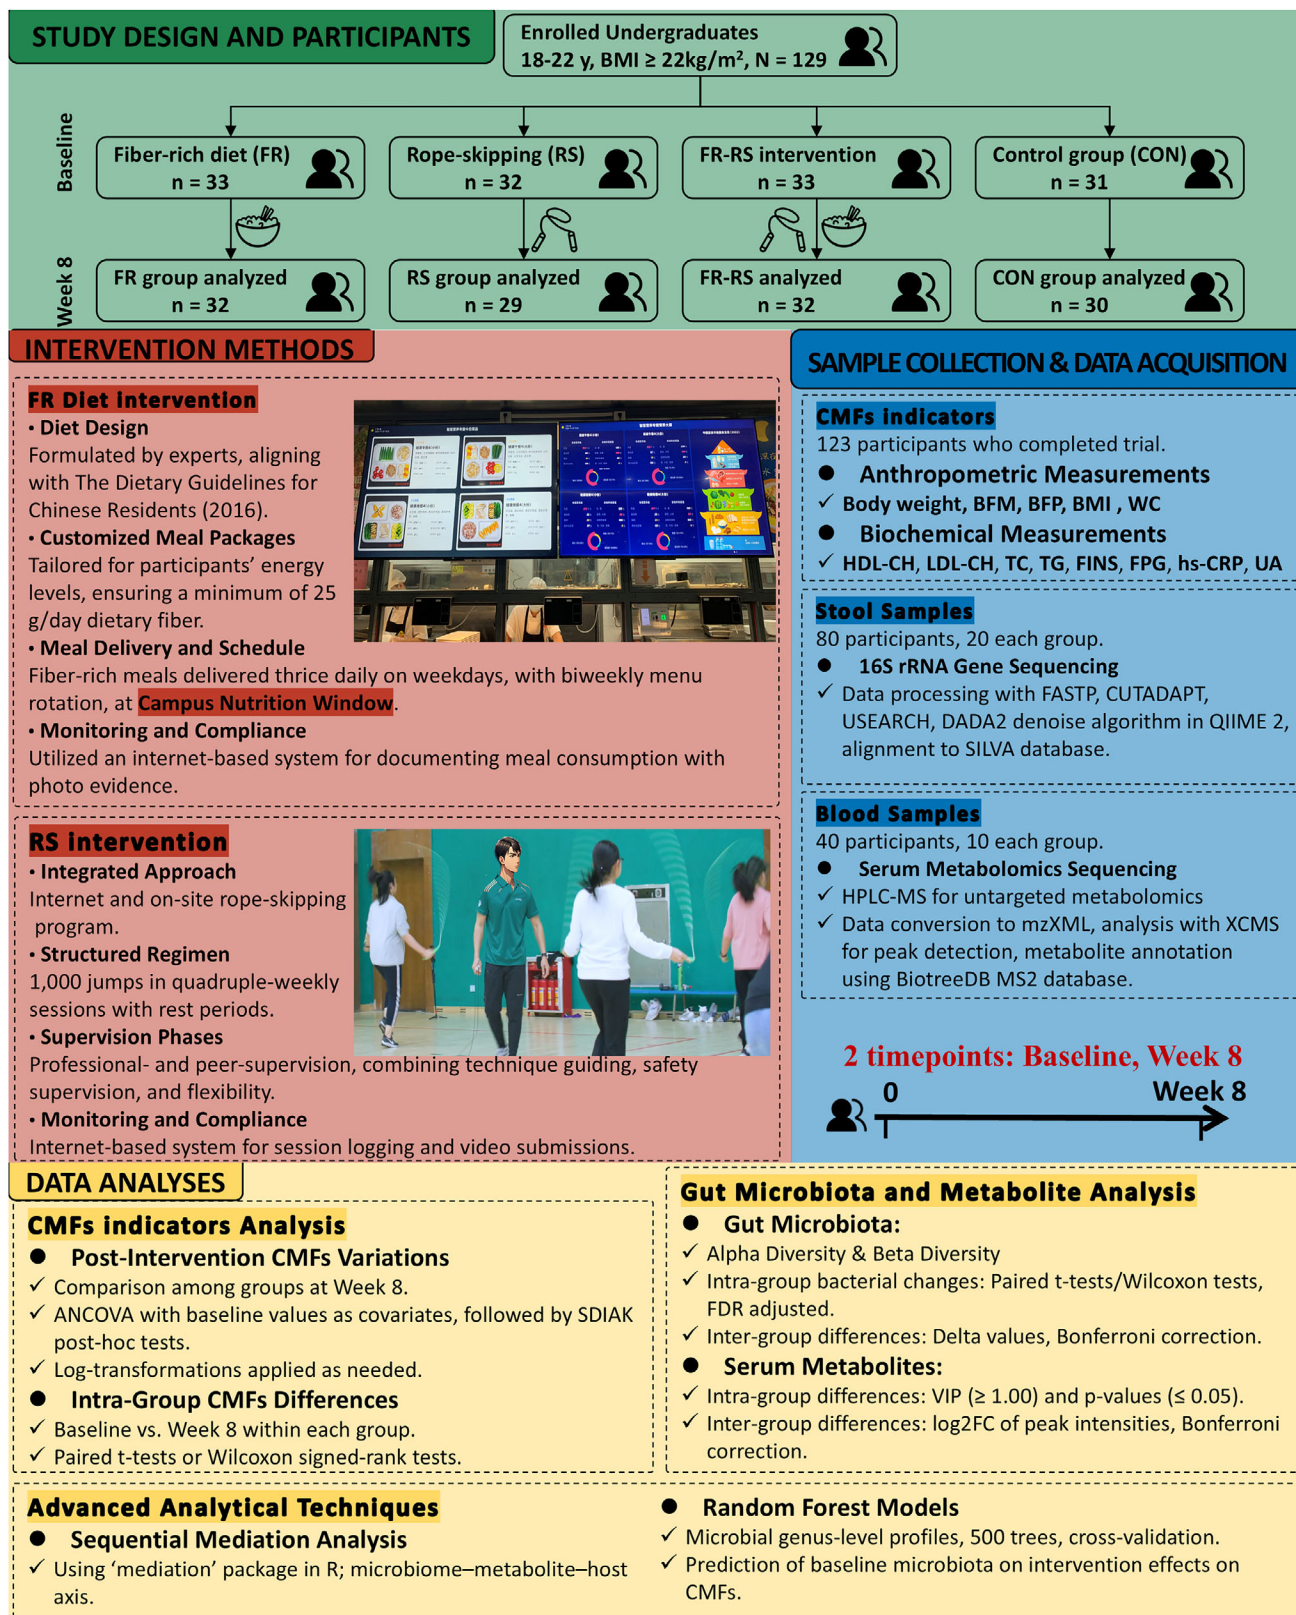 STUDY DESIGN AND PARTICIPANTS
Enrolled Undergraduates
18-22 y, BMI ≥ 22kg/m², N = 129
Baseline
Fiber-rich diet (FR)
n = 33
Rope-skipping (RS)
n = 32
FR-RS intervention
n = 33
Control group (CON)
n = 31
Week 8
FR group analyzed
n = 32
RS group analyzed
n = 29
FR-RS analyzed
n = 32
CON group analyzed
n = 30
INTERVENTION METHODS
FR Diet intervention
• Diet Design
Formulated by experts, aligning
with The Dietary Guidelines for
Chinese Residents (2016).
• Customized Meal Packages
Tailored for participants’ energy
levels, ensuring a minimum of 25
g/day dietary fiber.
• Meal Delivery and Schedule
Fiber-rich meals delivered thrice daily on weekdays, with biweekly menu
rotation, at Campus Nutrition Window.
• Monitoring and Compliance
Utilized an internet-based system for documenting meal consumption with
photo evidence.
RS intervention
• Integrated Approach
Internet and on-site rope-skipping
program.
• Structured Regimen
1,000 jumps in quadruple-weekly
sessions with rest periods.
• Supervision Phases
Professional- and peer-supervision, combining technique guiding, safety
supervision, and flexibility.
• Monitoring and Compliance
Internet-based system for session logging and video submissions.
SAMPLE COLLECTION & DATA ACQUISITION
CMFs indicators
123 participants who completed trial.
● Anthropometric Measurements
✓ Body weight, BFM, BFP, BMI , WC
● Biochemical Measurements
✓ HDL-CH, LDL-CH, TC, TG, FINS, FPG, hs-CRP, UA
Stool Samples
80 participants, 20 each group.
● 16S rRNA Gene Sequencing
✓ Data processing with FASTP, CUTADAPT,
USEARCH, DADA2 denoise algorithm in QIIME 2,
alignment to SILVA database.
Blood Samples
40 participants, 10 each group.
● Serum Metabolomics Sequencing
✓ HPLC-MS for untargeted metabolomics
✓ Data conversion to mzXML, analysis with XCMS
for peak detection, metabolite annotation
using BiotreeDB MS2 database.
2 timepoints: Baseline, Week 8
0 Week 8
DATA ANALYSES
CMFs indicators Analysis
● Post-Intervention CMFs Variations
✓ Comparison among groups at Week 8.
✓ ANCOVA with baseline values as covariates, followed by SDIAK
post-hoc tests.
✓ Log-transformations applied as needed.
● Intra-Group CMFs Differences
✓ Baseline vs. Week 8 within each group.
✓ Paired t-tests or Wilcoxon signed-rank tests.
Gut Microbiota and Metabolite Analysis
● Gut Microbiota:
✓ Alpha Diversity & Beta Diversity
✓ Intra-group bacterial changes: Paired t-tests/Wilcoxon tests,
FDR adjusted.
✓ Inter-group differences: Delta values, Bonferroni correction.
● Serum Metabolites:
✓ Intra-group differences: VIP (≥ 1.00) and p-values (≤ 0.05).
✓ Inter-group differences: log2FC of peak intensities, Bonferroni
correction.
Advanced Analytical Techniques
● Sequential Mediation Analysis
✓ Using ‘mediation’ package in R; microbiome–metabolite–host
axis.
● Random Forest Models
✓ Microbial genus-level profiles, 500 trees, cross-validation.
✓ Prediction of baseline microbiota on intervention effects on
CMFs.